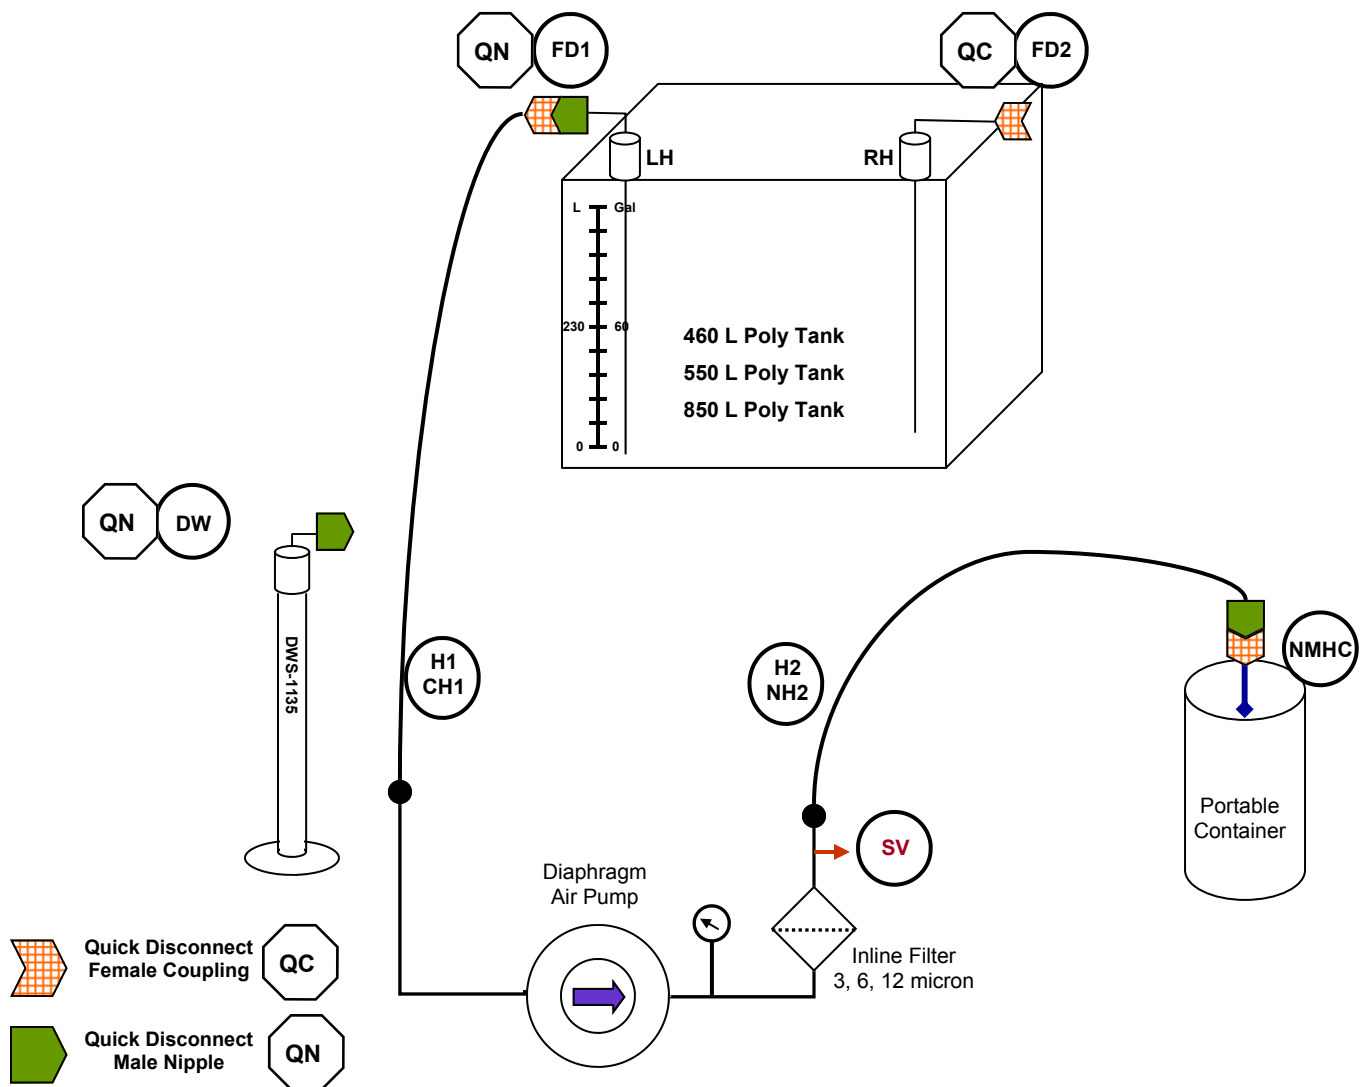 QN
FD1
QC
FD2
LH
RH
L
Gal
230
60
460 L Poly Tank
550 L Poly Tank
850 L Poly Tank
0
0
QN
DW
DWS-1135
H1
CH1
H2
NH2
NMHC
Portable
Container
SV
Diaphragm
Air Pump
Inline Filter
3, 6, 12 micron
Quick Disconnect
Female Coupling
QC
Quick Disconnect
Male Nipple
QN